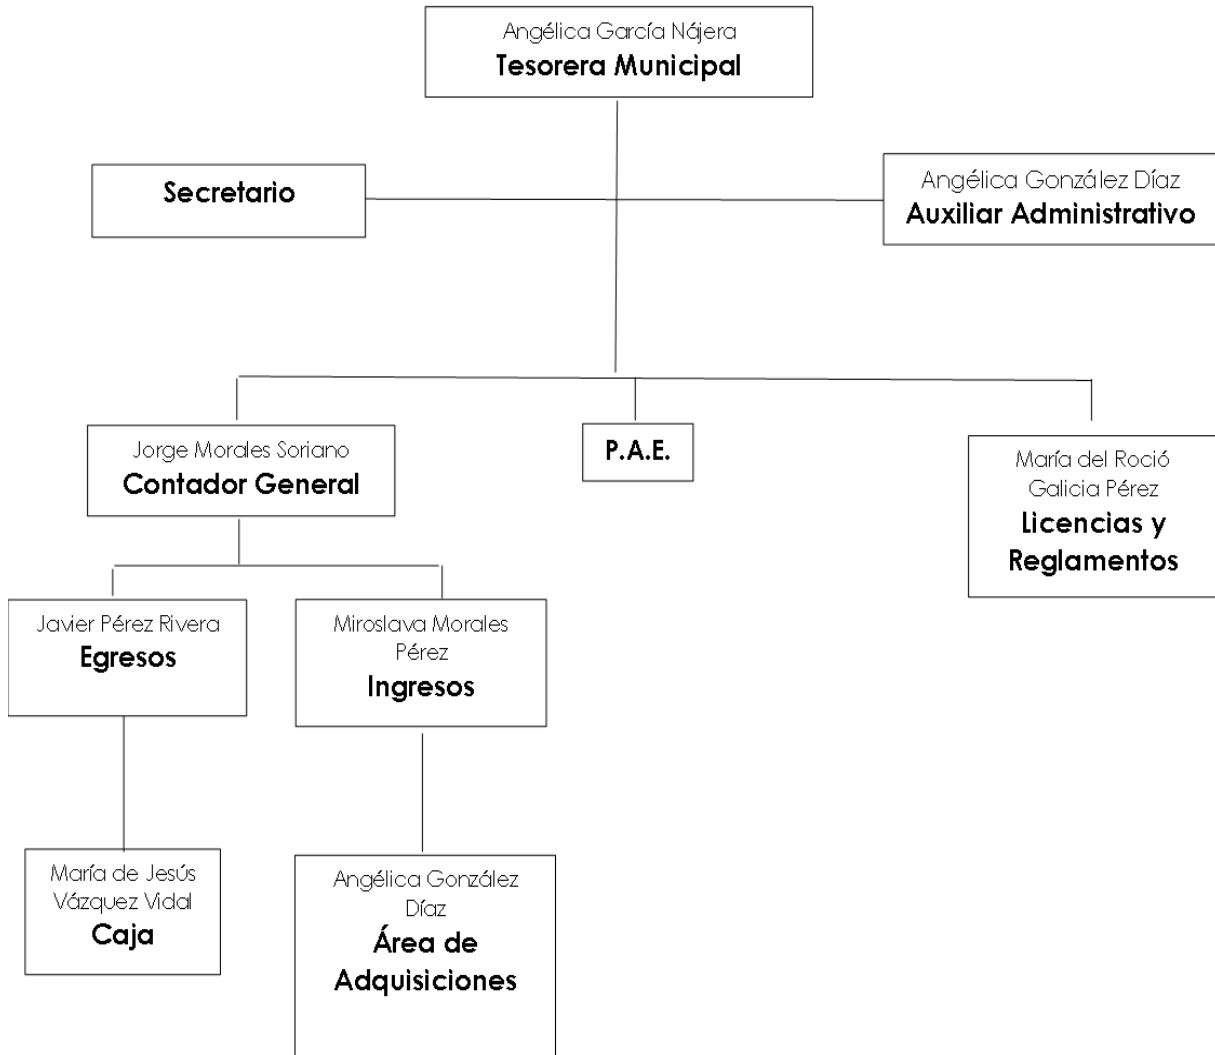 Angélica García Nájera
Tesorera Municipal
Secretario
Angélica González Díaz
Auxiliar Administrativo
Jorge Morales Soriano
Contador General
P.A.E.
María del Roció
Galicia Pérez
Licencias y
Reglamentos
Javier Pérez Rivera
Egresos
Miroslava Morales
Pérez
Ingresos
María de Jesús
Vázquez Vidal
Caja
Angélica González
Díaz
Área de
Adquisiciones